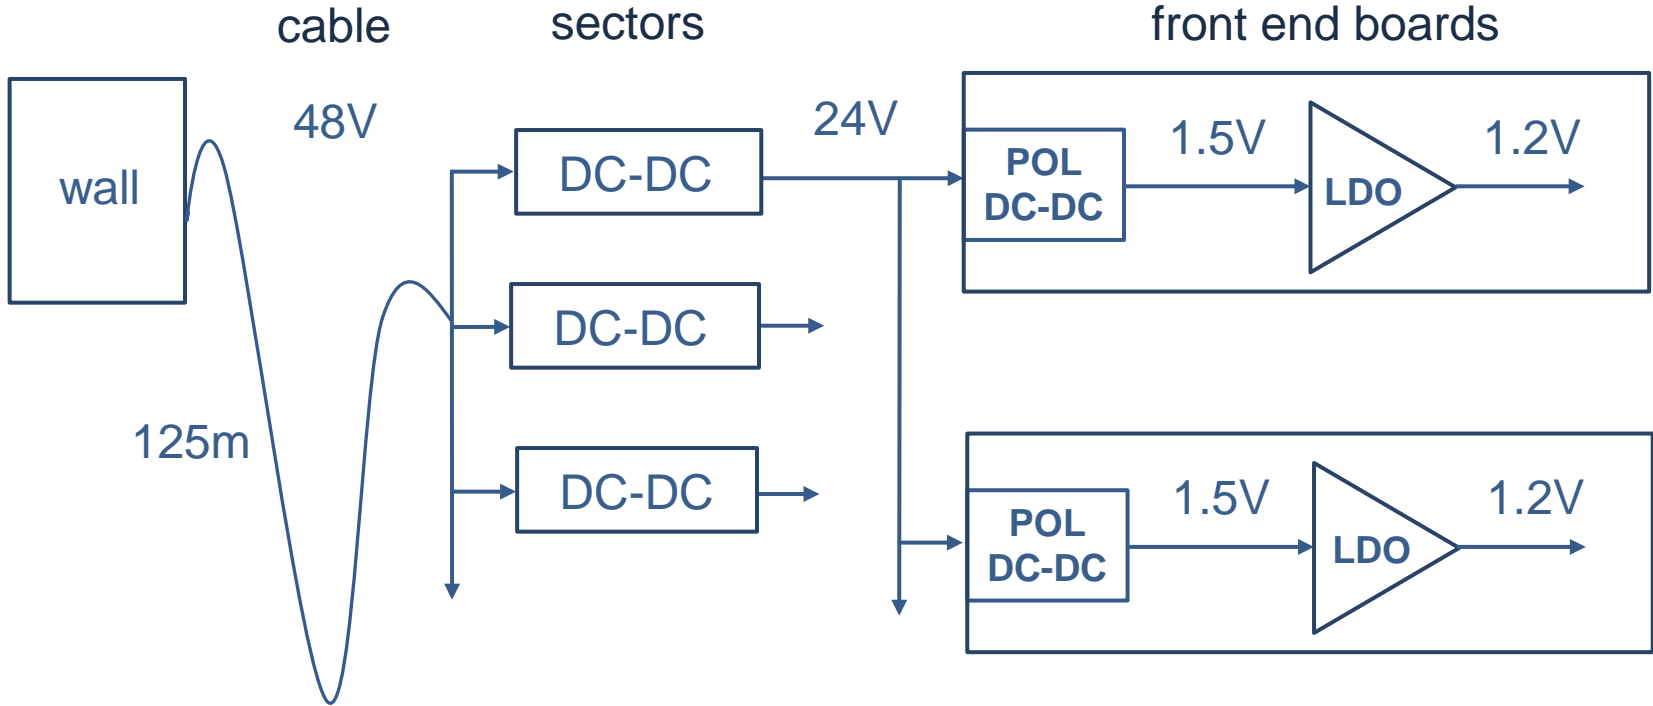 cable
sectors
front end boards
wall
48V
125m
DC-DC
DC-DC
DC-DC
24V
POL
DC-DC
1.5V
LDO
1.2V
POL
DC-DC
1.5V
LDO
1.2V